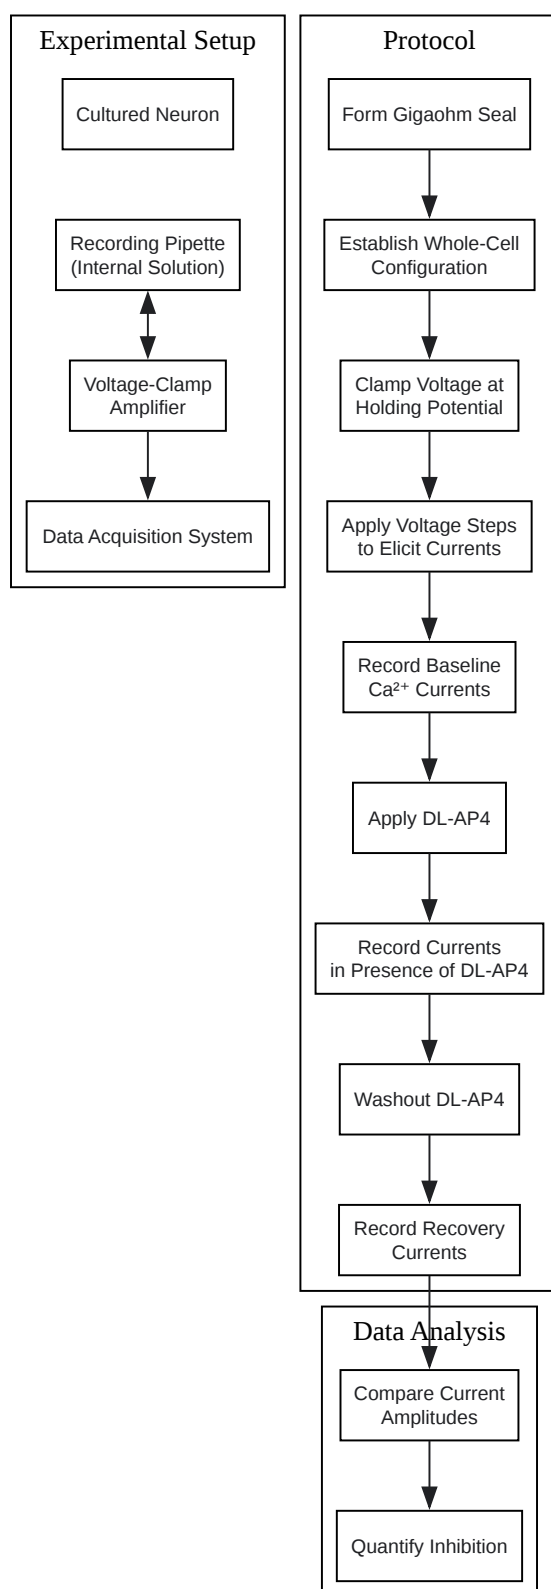 Experimental Setup
Cultured Neuron
Recording Pipette
(Internal Solution)
Voltage-Clamp
Amplifier
Data Acquisition System
Protocol
Form Gigaohm Seal
Establish Whole-Cell
Configuration
Clamp Voltage at
Holding Potential
Apply Voltage Steps
to Elicit Currents
Record Baseline
Ca²⁺ Currents
Apply DL-AP4
Record Currents
in Presence of DL-AP4
Washout DL-AP4
Record Recovery
Currents
Data Analysis
Compare Current
Amplitudes
Quantify Inhibition